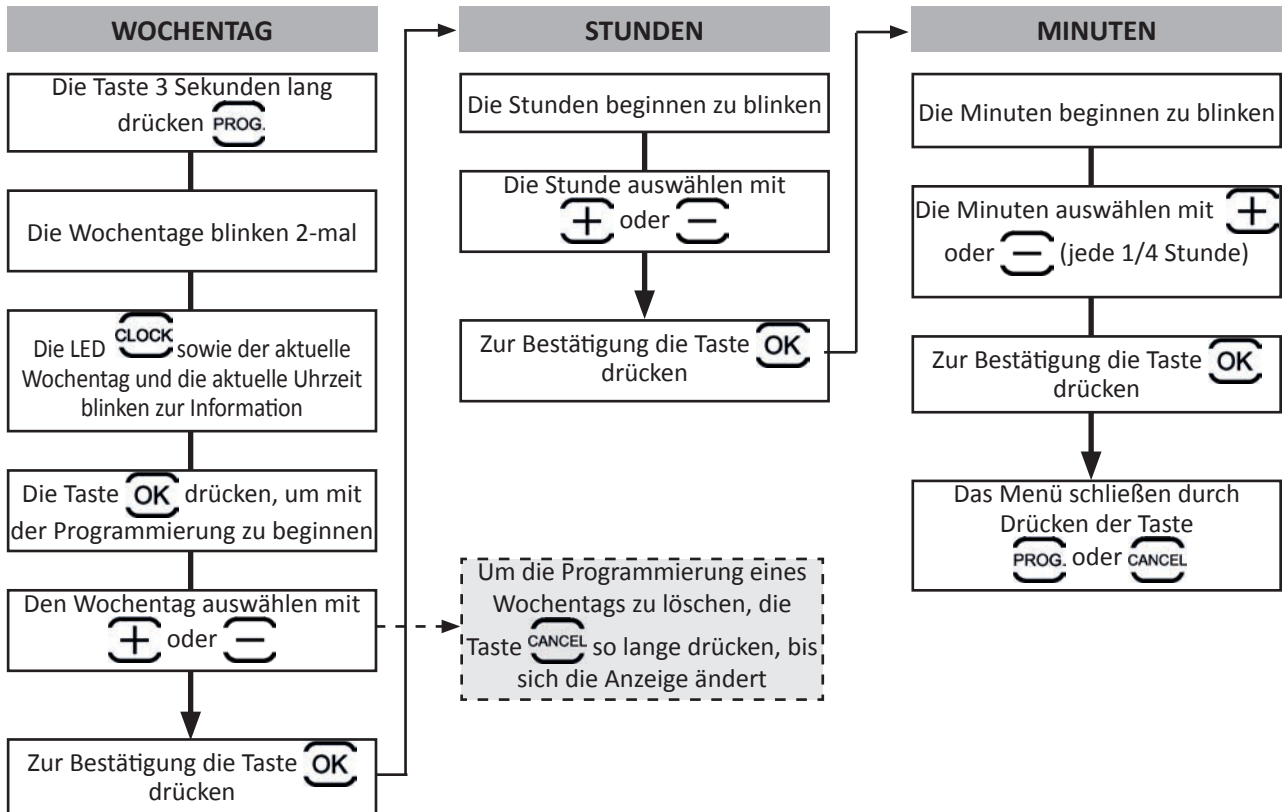 WOCHENTAG
Die Taste 3 Sekunden lang
drücken PROG.
Die Wochentage blinken 2-mal
Die LED CLOCK sowie der aktuelle
Wochentag und die aktuelle Uhrzeit
blinken zur Information
Die Taste OK drücken, um mit
der Programmierung zu beginnen
Den Wochentag auswählen mit
+ oder −
Zur Bestätigung die Taste OK
drücken
STUNDEN
Die Stunden beginnen zu blinken
Die Stunde auswählen mit
+ oder −
Zur Bestätigung die Taste OK
drücken
Um die Programmierung eines
Wochentags zu löschen, die
Taste CANCEL so lange drücken, bis
sich die Anzeige ändert
MINUTEN
Die Minuten beginnen zu blinken
Die Minuten auswählen mit +
oder − (jede 1/4 Stunde)
Zur Bestätigung die Taste OK
drücken
Das Menü schließen durch
Drücken der Taste
PROG. oder CANCEL